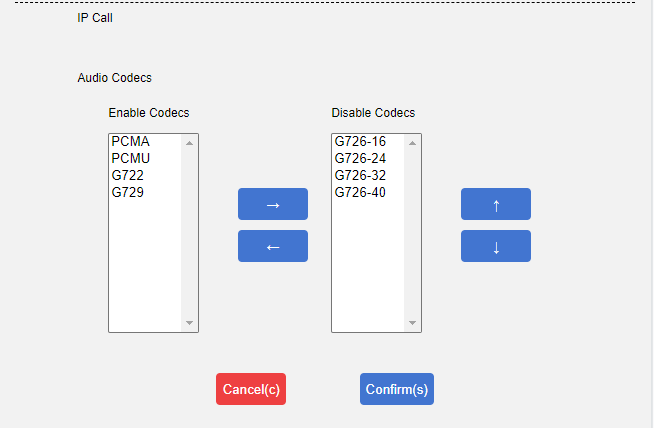 IP Call
Audio Codecs
Enable Codecs
Disable Codecs
PCMA
PCMU
G722
G729
→
←
G726-16
G726-24
G726-32
G726-40
↑
↓
Cancel(c)
Confirm(s)